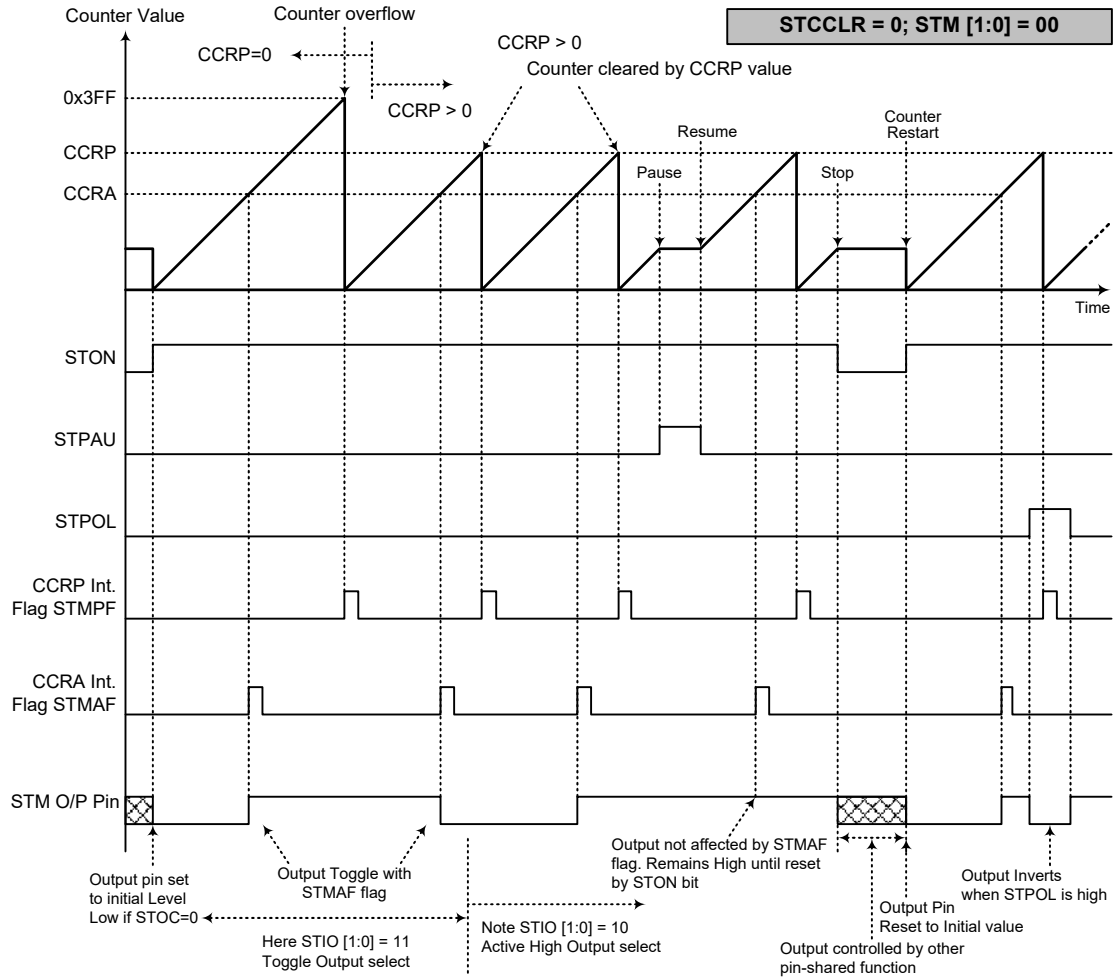 Counter Value
Counter overflow
STCCLR = 0; STM [1:0] = 00
CCRP=0
CCRP > 0
CCRP > 0
Counter cleared by CCRP value
0x3FF
CCRP
CCRA
Pause
Resume
Stop
Counter
Restart
Time
STON
STPAU
STPOL
CCRP Int.
Flag STMPF
CCRA Int.
Flag STMAF
STM O/P Pin
Output pin set
to initial Level
Low if STOC=0
Output Toggle with
STMAF flag
Here STIO [1:0] = 11
Toggle Output select
Note STIO [1:0] = 10
Active High Output select
Output not affected by STMAF
flag. Remains High until reset
by STON bit
Output controlled by other
pin-shared function
Output Pin
Reset to Initial value
Output Inverts
when STPOL is high